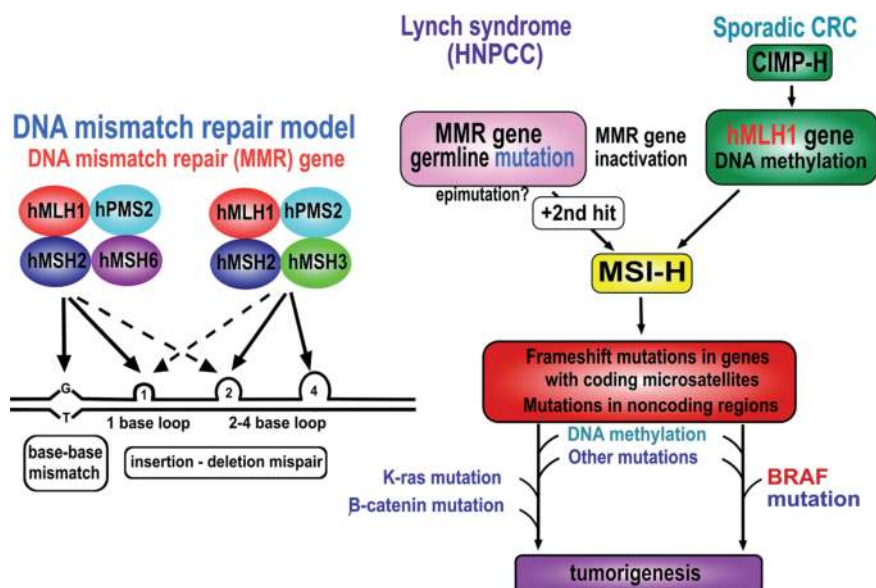 DNA mismatch repair model
DNA mismatch repair (MMR) gene
hMLH1 hPMS2
hMSH2 hMSH6
hMLH1 hPMS2
hMSH2 hMSH3
G
T
1
2
4
1 base loop
2-4 base loop
base-base
mismatch
insertion - deletion mispair
Lynch syndrome
(HNPCC)
Sporadic CRC
CIMP-H
MMR gene
germline mutation
MMR gene
inactivation
hMLH1 gene
DNA methylation
epimutation?
+2nd hit
MSI-H
Frameshift mutations in genes
with coding microsatellites
Mutations in noncoding regions
DNA methylation
Other mutations
K-ras mutation
β-catenin mutation
BRAF
mutation
tumorigenesis